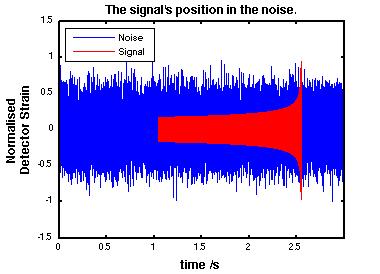 The signal's position in the noise.
Noise
Signal
Normalised
Detector Strain
1.5
1
0.5
0
-0.5
-1
-1.5
0
0.5
1
1.5
2
2.5
time /s